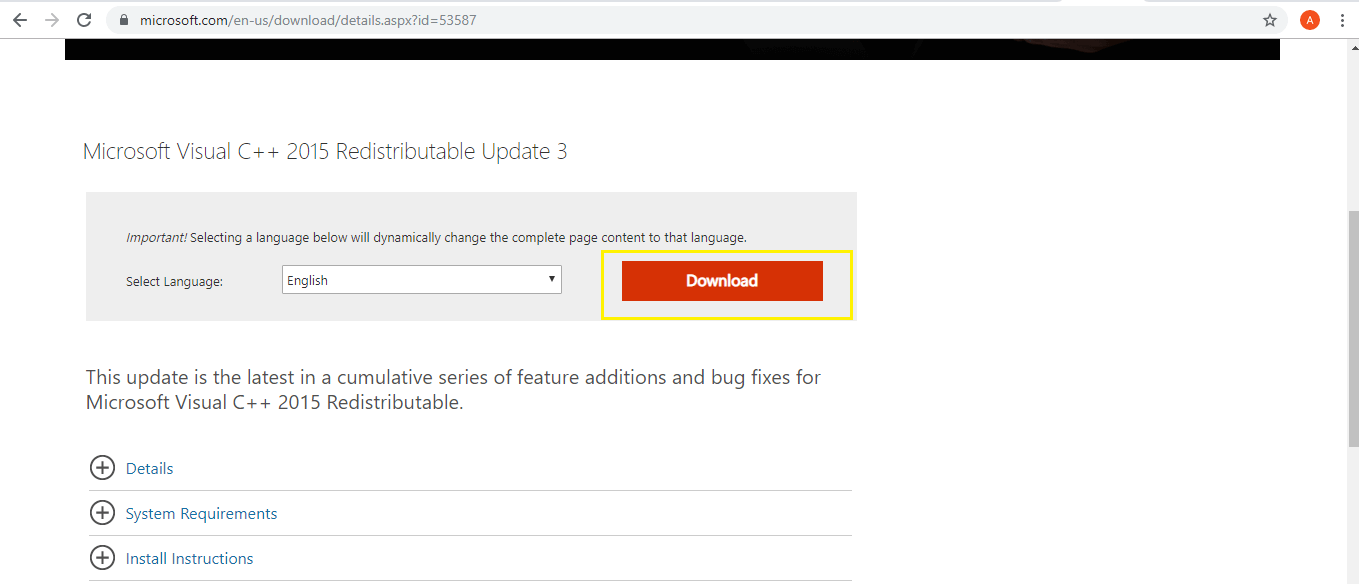 microsoft.com/en-us/download/details.aspx?id=53587
A
Microsoft Visual C++ 2015 Redistributable Update 3
Important! Selecting a language below will dynamically change the complete page content to that language.
Select Language:
English
Download
This update is the latest in a cumulative series of feature additions and bug fixes for
Microsoft Visual C++ 2015 Redistributable.
Details
System Requirements
Install Instructions